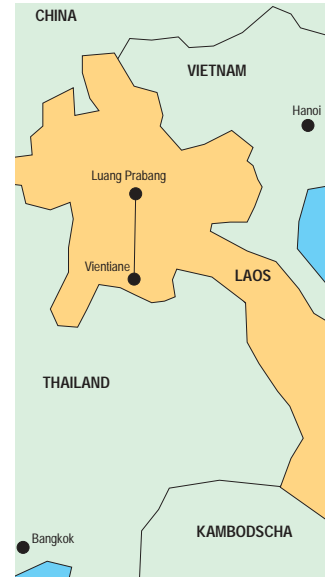 CHINA
VIETNAM
Hanoi
Luang Prabang
Vientiane
LAOS
THAILAND
KAMBODSCHA
Bangkok